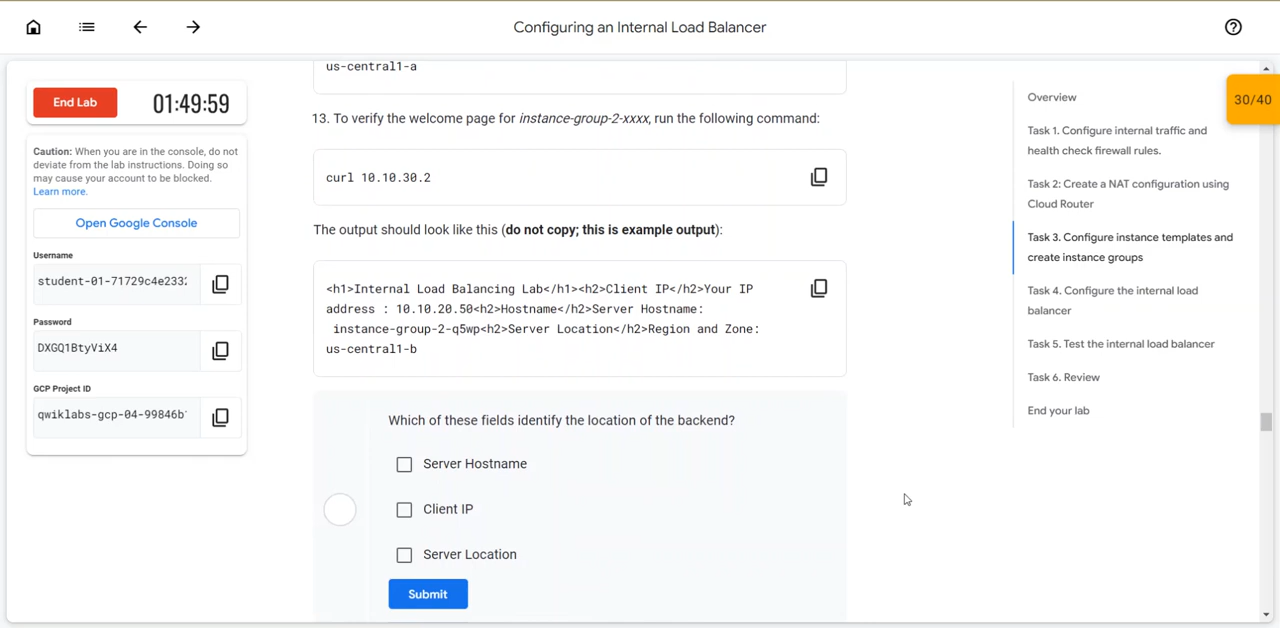 Configuring an Internal Load Balancer
End Lab
01:49:59
Caution: When you are in the console, do not
deviate from the lab instructions. Doing so
may cause your account to be blocked.
Learn more.
Open Google Console
Username
student-01-71729c4e2332
Password
DXGQ1BtyViX4
GCP Project ID
qwiklabs-gcp-04-99846b
us-central1-a
13. To verify the welcome page for instance-group-2-xxxx, run the following command:
curl 10.10.30.2
The output should look like this (do not copy; this is example output):
<h1>Internal Load Balancing Lab</h1><h2>Client IP</h2>Your IP
address : 10.10.20.50<h2>Hostname</h2>Server Hostname:
instance-group-2-q5wp<h2>Server Location</h2>Region and Zone:
us-central1-b
Which of these fields identify the location of the backend?
Server Hostname
Client IP
Server Location
Submit
Overview
Task 1. Configure internal traffic and
health check firewall rules.
Task 2: Create a NAT configuration using
Cloud Router
Task 3. Configure instance templates and
create instance groups
Task 4. Configure the internal load
balancer
Task 5. Test the internal load balancer
Task 6. Review
End your lab
30/40